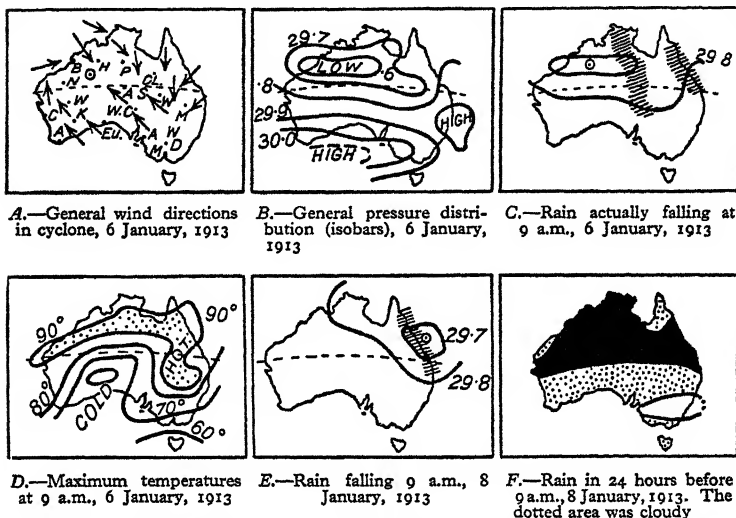 B H
N P
CL
A S
C W W
K W.C. M
A Eu. A W
M D
A.—General wind directions
in cyclone, 6 January, 1913
29·7
LOW
·6
·8
29·9
30·0
HIGH
HIGH
B.—General pressure distri-
bution (isobars), 6 January,
1913
29·8
C.—Rain actually falling at
9 a.m., 6 January, 1913
90°
90°
HOT
80°
COLD
70°
60°
D.—Maximum temperatures
at 9 a.m., 6 January, 1913
29·7
29·8
E.—Rain falling 9 a.m., 8
January, 1913
F.—Rain in 24 hours before
9 a.m., 8 January, 1913. The
dotted area was cloudy